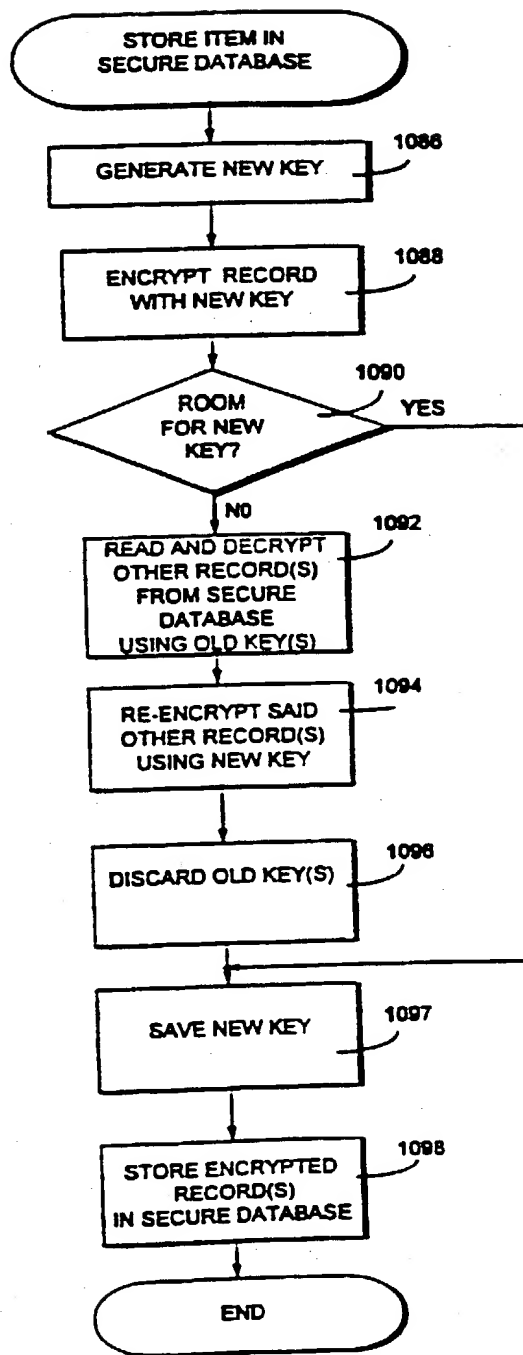 STORE ITEM IN
SECURE DATABASE
1086
GENERATE NEW KEY
1088
ENCRYPT RECORD
WITH NEW KEY
1090
ROOM
FOR NEW
KEY?
YES
NO
1092
READ AND DECRYPT
OTHER RECORD(S)
FROM SECURE
DATABASE
USING OLD KEY(S)
1094
RE-ENCRYPT SAID
OTHER RECORD(S)
USING NEW KEY
1096
DISCARD OLD KEY(S)
SAVE NEW KEY
1097
1098
STORE ENCRYPTED
RECORD(S)
IN SECURE DATABASE
END